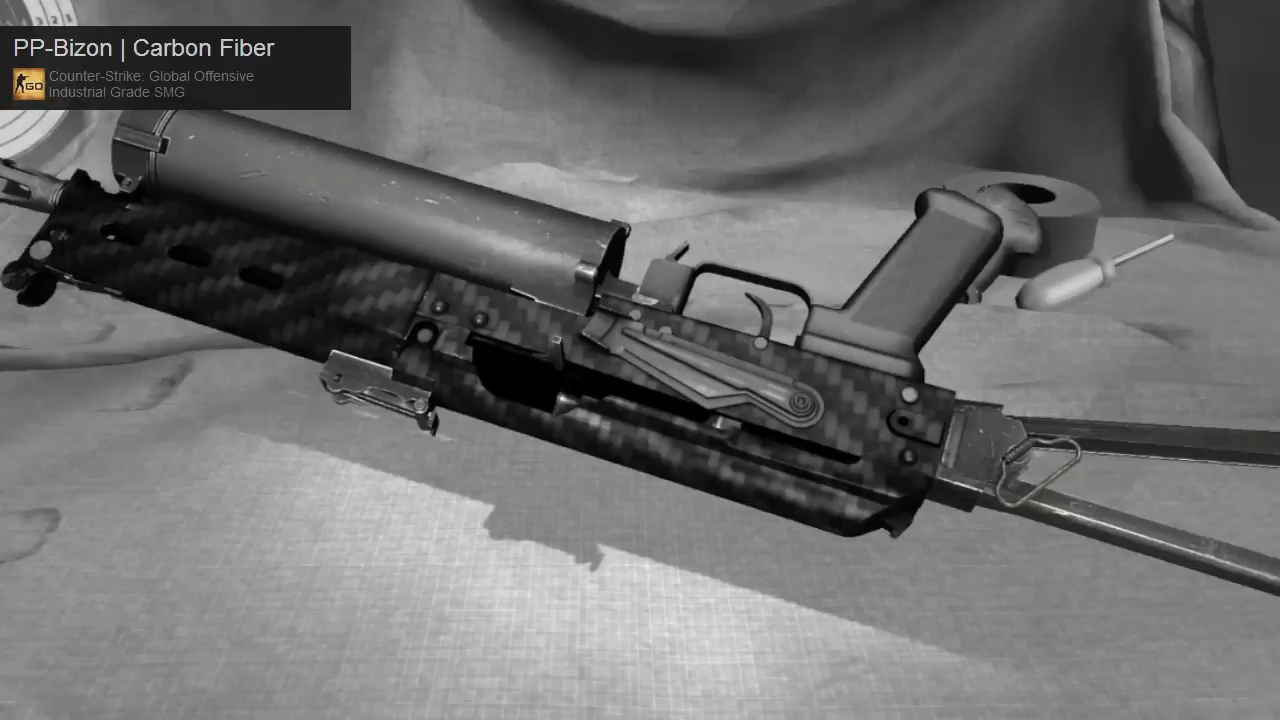 PP-Bizon | Carbon Fiber
GO
Counter-Strike: Global Offensive
Industrial Grade SMG